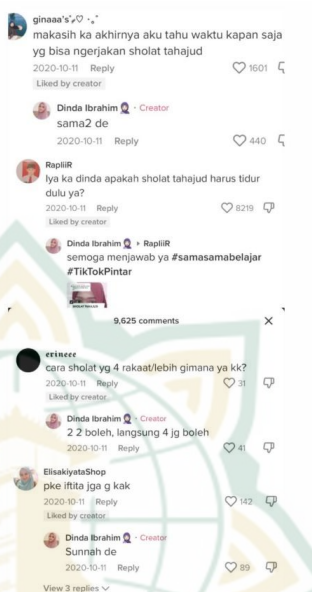 ginaaa's
makasih ka akhirnya aku tahu waktu kapan saja
yg bisa ngerjakan sholat tahajud
2020-10-11 Reply 1601
Liked by creator
Dinda Ibrahim · Creator
sama2 de
2020-10-11 Reply 440
RapliiR
Iya ka dinda apakah sholat tahajud harus tidur
dulu ya?
2020-10-11 Reply 8219
Liked by creator
Dinda Ibrahim ▸ RapliiR
semoga menjawab ya #samasamabelajar
#TikTokPintar
9,625 comments
erineee
cara sholat yg 4 rakaat/lebih gimana ya kk?
2020-10-11 Reply 31
Liked by creator
Dinda Ibrahim · Creator
2 2 boleh, langsung 4 jg boleh
2020-10-11 Reply 41
ElisakiyataShop
pke iftita jga g kak
2020-10-11 Reply 142
Liked by creator
Dinda Ibrahim · Creator
Sunnah de
2020-10-11 Reply 89
View 3 replies